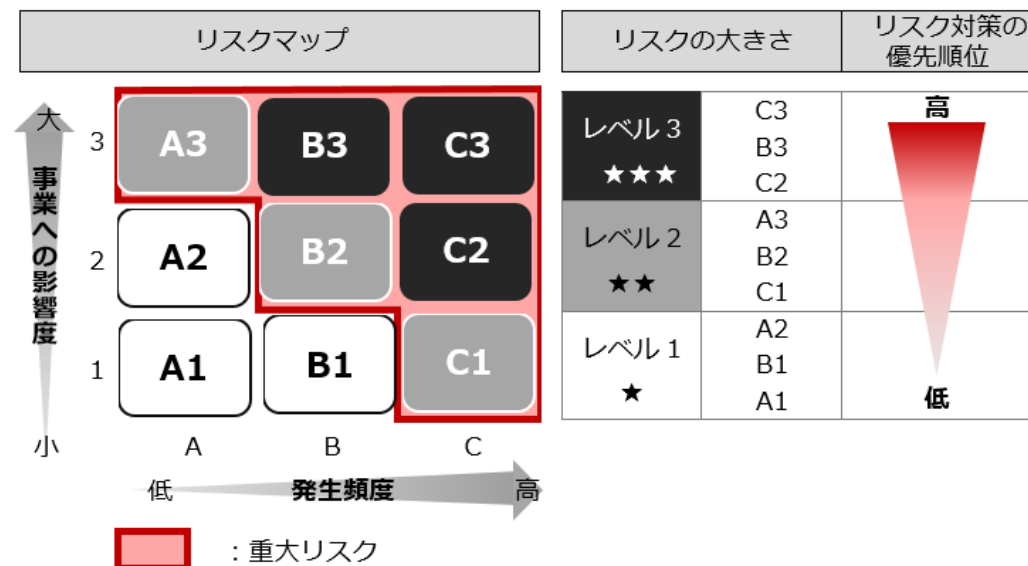 リスクマップ
大
事業への影響度
小
3
A3
B3
C3
2
A2
B2
C2
1
A1
B1
C1
A
B
C
低
発生頻度
高
：重大リスク
リスクの大きさ
リスク対策の
優先順位
レベル３
★★★
C3
B3
C2
レベル２
★★
A3
B2
C1
レベル１
★
A2
B1
A1
高
低